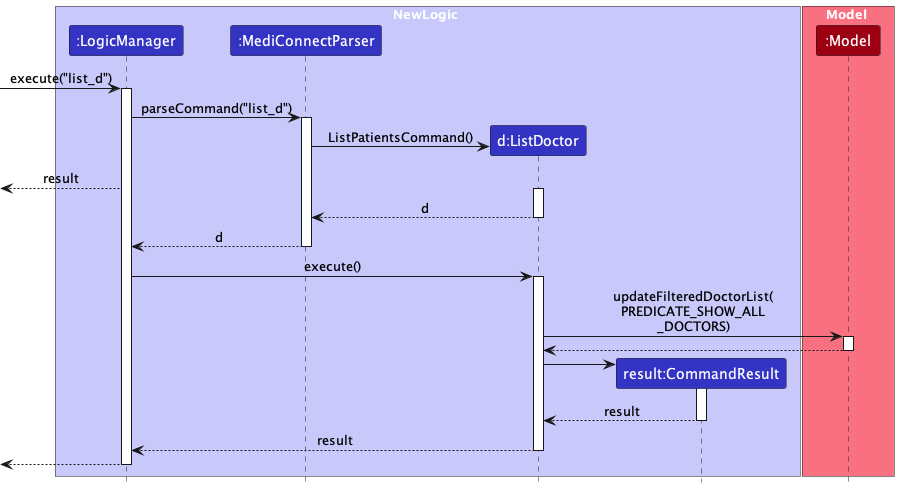 NewLogic
Model
:LogicManager
:MediConnectParser
:Model
execute("list_d")
parseCommand("list_d")
ListPatientsCommand()
d:ListDoctor
result
d
d
execute()
updateFilteredDoctorList(
PREDICATE_SHOW_ALL
_DOCTORS)
result:CommandResult
result
result